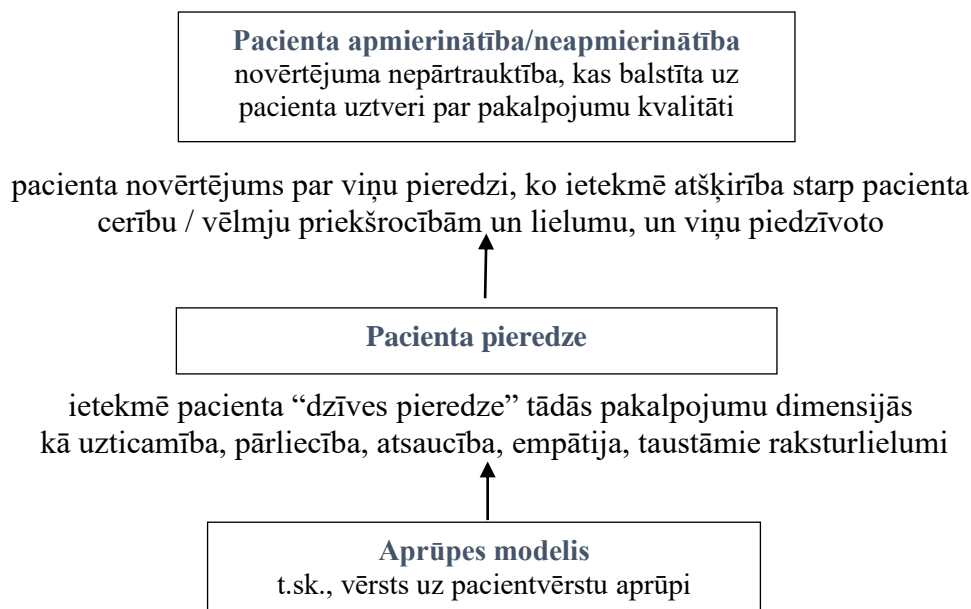 Pacienta apmierinātība/neapmierinātība
novērtējuma nepārtrauktība, kas balstīta uz
pacienta uztveri par pakalpojumu kvalitāti
pacienta novērtējums par viņu pieredzi, ko ietekmē atšķirība starp pacienta
cerību / vēlmju priekšrocībām un lielumu, un viņu piedzīvoto
Pacienta pieredze
ietekmē pacienta “dzīves pieredze” tādās pakalpojumu dimensijās
kā uzticamība, pārliecība, atsaucība, empātija, taustāmie raksturlielumi
Aprūpes modelis
t.sk., vērsts uz pacientvērstu aprūpi